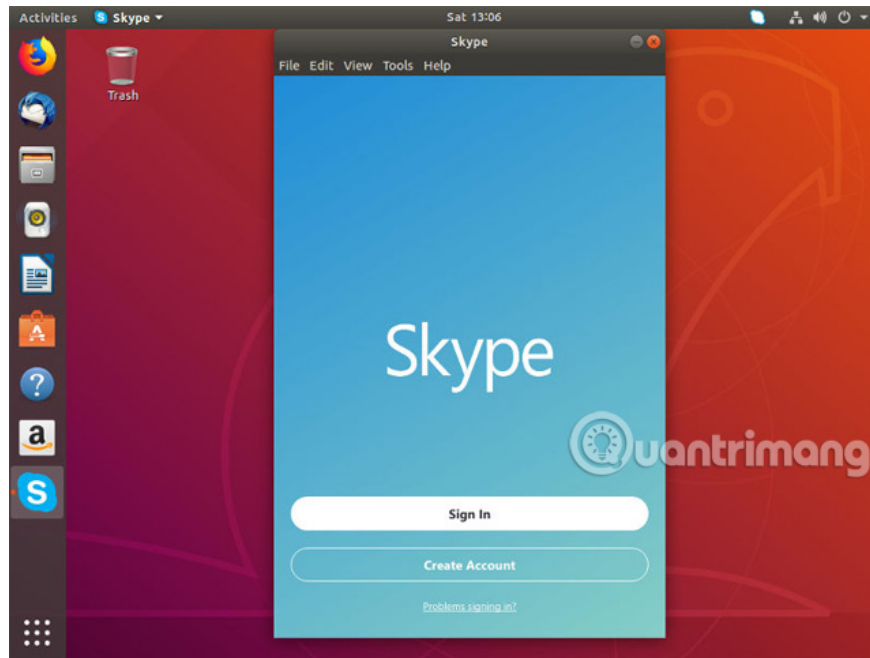 Activities
Skype
Sat 13:06
Skype
File Edit View Tools Help
Trash
Skype
Quantrimang
Sign In
Create Account
Problems signing in?